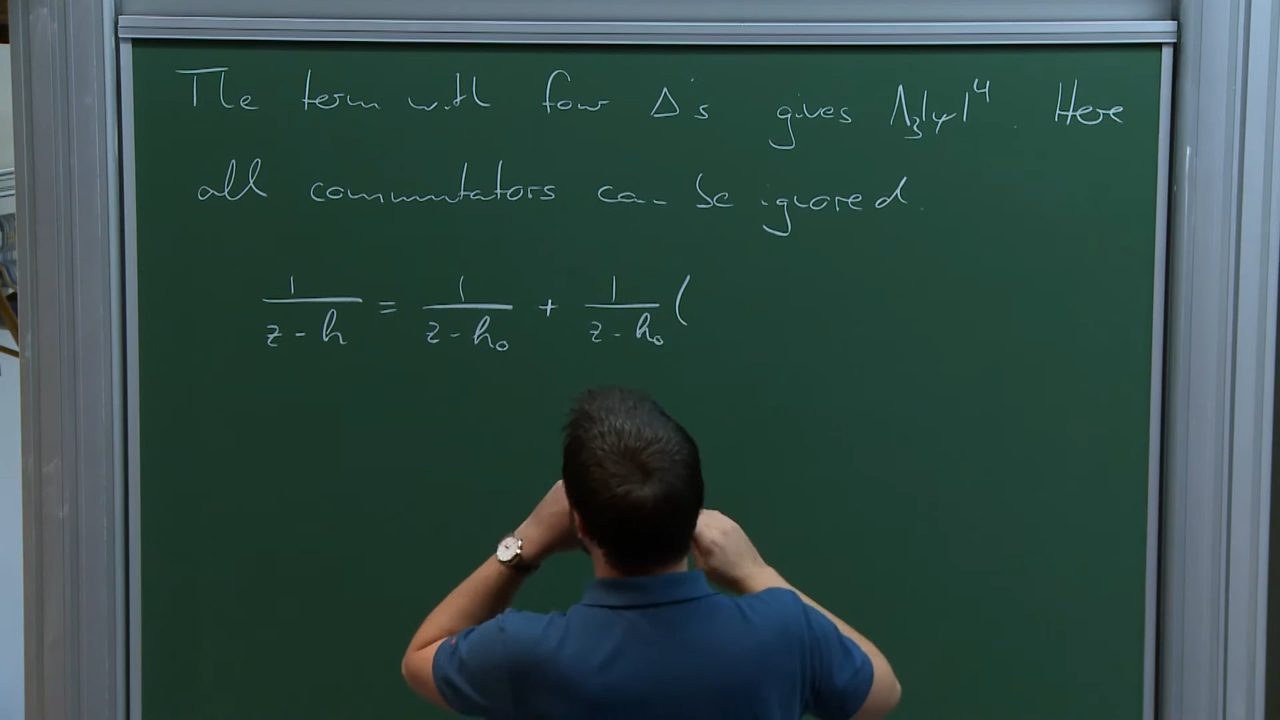 The term with four Δ's gives Λ₃|ψ|⁴. Here
all commutators can be ignored.
1/(z - h) = 1/(z - h₀) + 1/(z - h₀) (